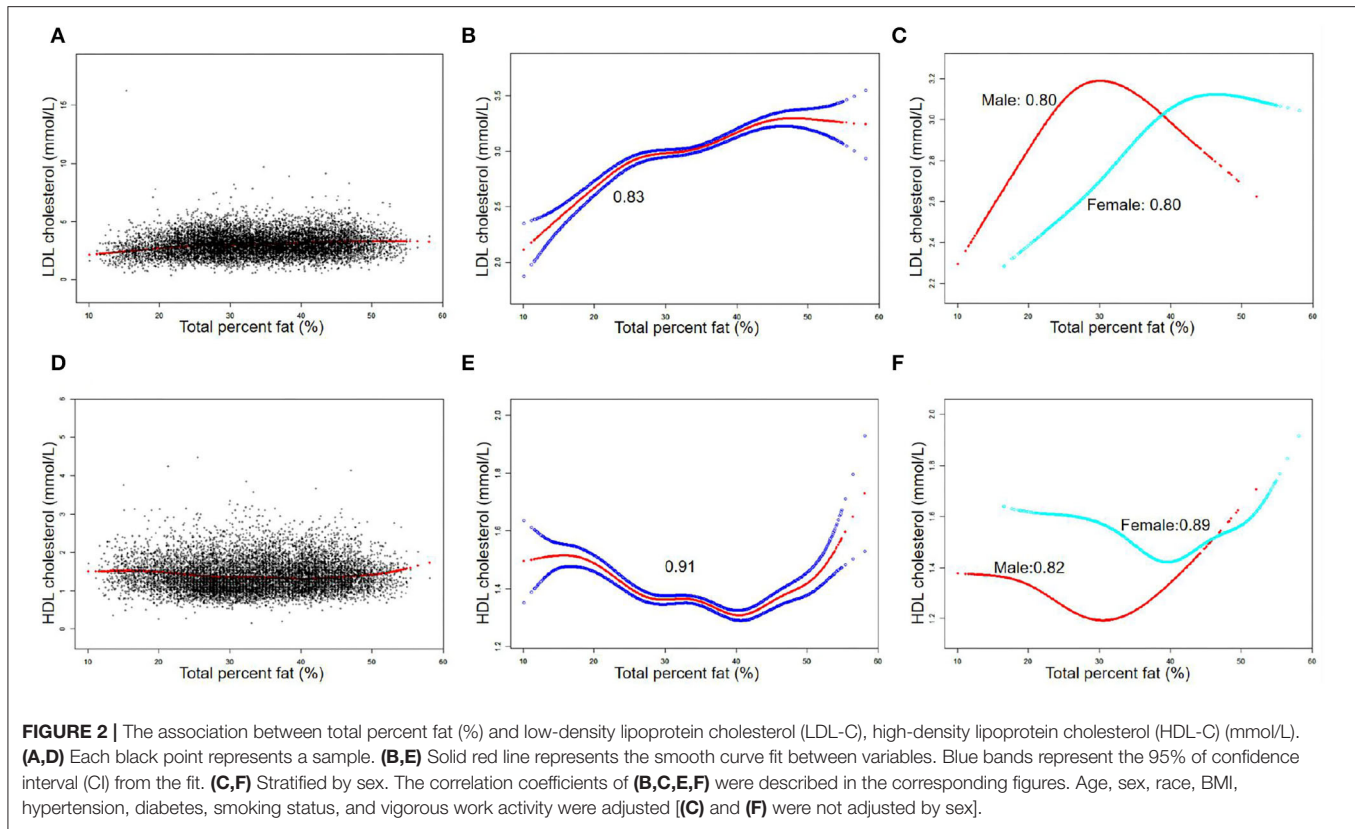 A
B
C
LDL cholesterol (mmol/L)
15
10
5
0
10 20 30 40 50 60
Total percent fat (%)
LDL cholesterol (mmol/L)
3.5
3.0
2.5
2.0
0.83
10 20 30 40 50 60
Total percent fat (%)
LDL cholesterol (mmol/L)
3.2
3.0
2.8
2.6
2.4
2.2
Male: 0.80
Female: 0.80
10 20 30 40 50 60
Total percent fat (%)
D
E
F
HDL cholesterol (mmol/L)
6
5
4
3
2
1
0
10 20 30 40 50 60
Total percent fat (%)
HDL cholesterol (mmol/L)
2.0
1.8
1.6
1.4
1.2
0.91
10 20 30 40 50 60
Total percent fat (%)
HDL cholesterol (mmol/L)
2.0
1.8
1.6
1.4
1.2
Female:0.89
Male:0.82
10 20 30 40 50 60
Total percent fat (%)
FIGURE 2 | The association between total percent fat (%) and low-density lipoprotein cholesterol (LDL-C), high-density lipoprotein cholesterol (HDL-C) (mmol/L).
(A,D) Each black point represents a sample. (B,E) Solid red line represents the smooth curve fit between variables. Blue bands represent the 95% of confidence
interval (CI) from the fit. (C,F) Stratified by sex. The correlation coefficients of (B,C,E,F) were described in the corresponding figures. Age, sex, race, BMI,
hypertension, diabetes, smoking status, and vigorous work activity were adjusted [(C) and (F) were not adjusted by sex].